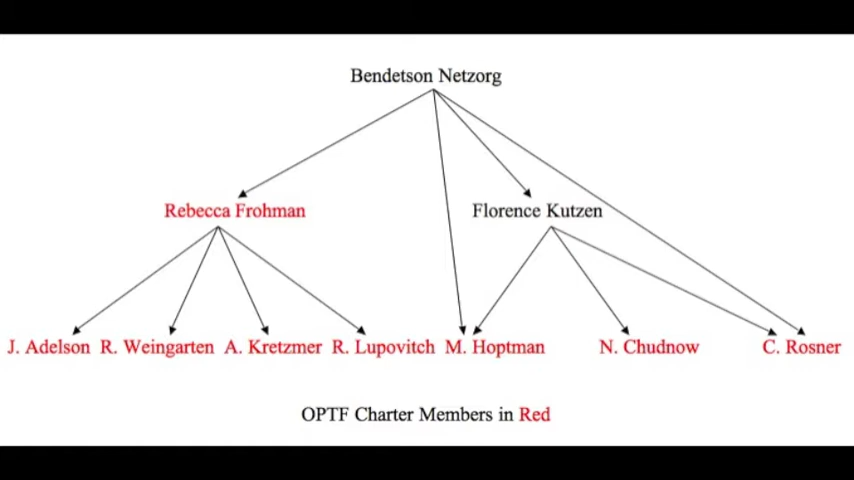 Bendetson Netzorg
Rebecca Frohman
Florence Kutzen
J. Adelson
R. Weingarten
A. Kretzmer
R. Lupovitch
M. Hoptman
N. Chudnow
C. Rosner
OPTF Charter Members in Red